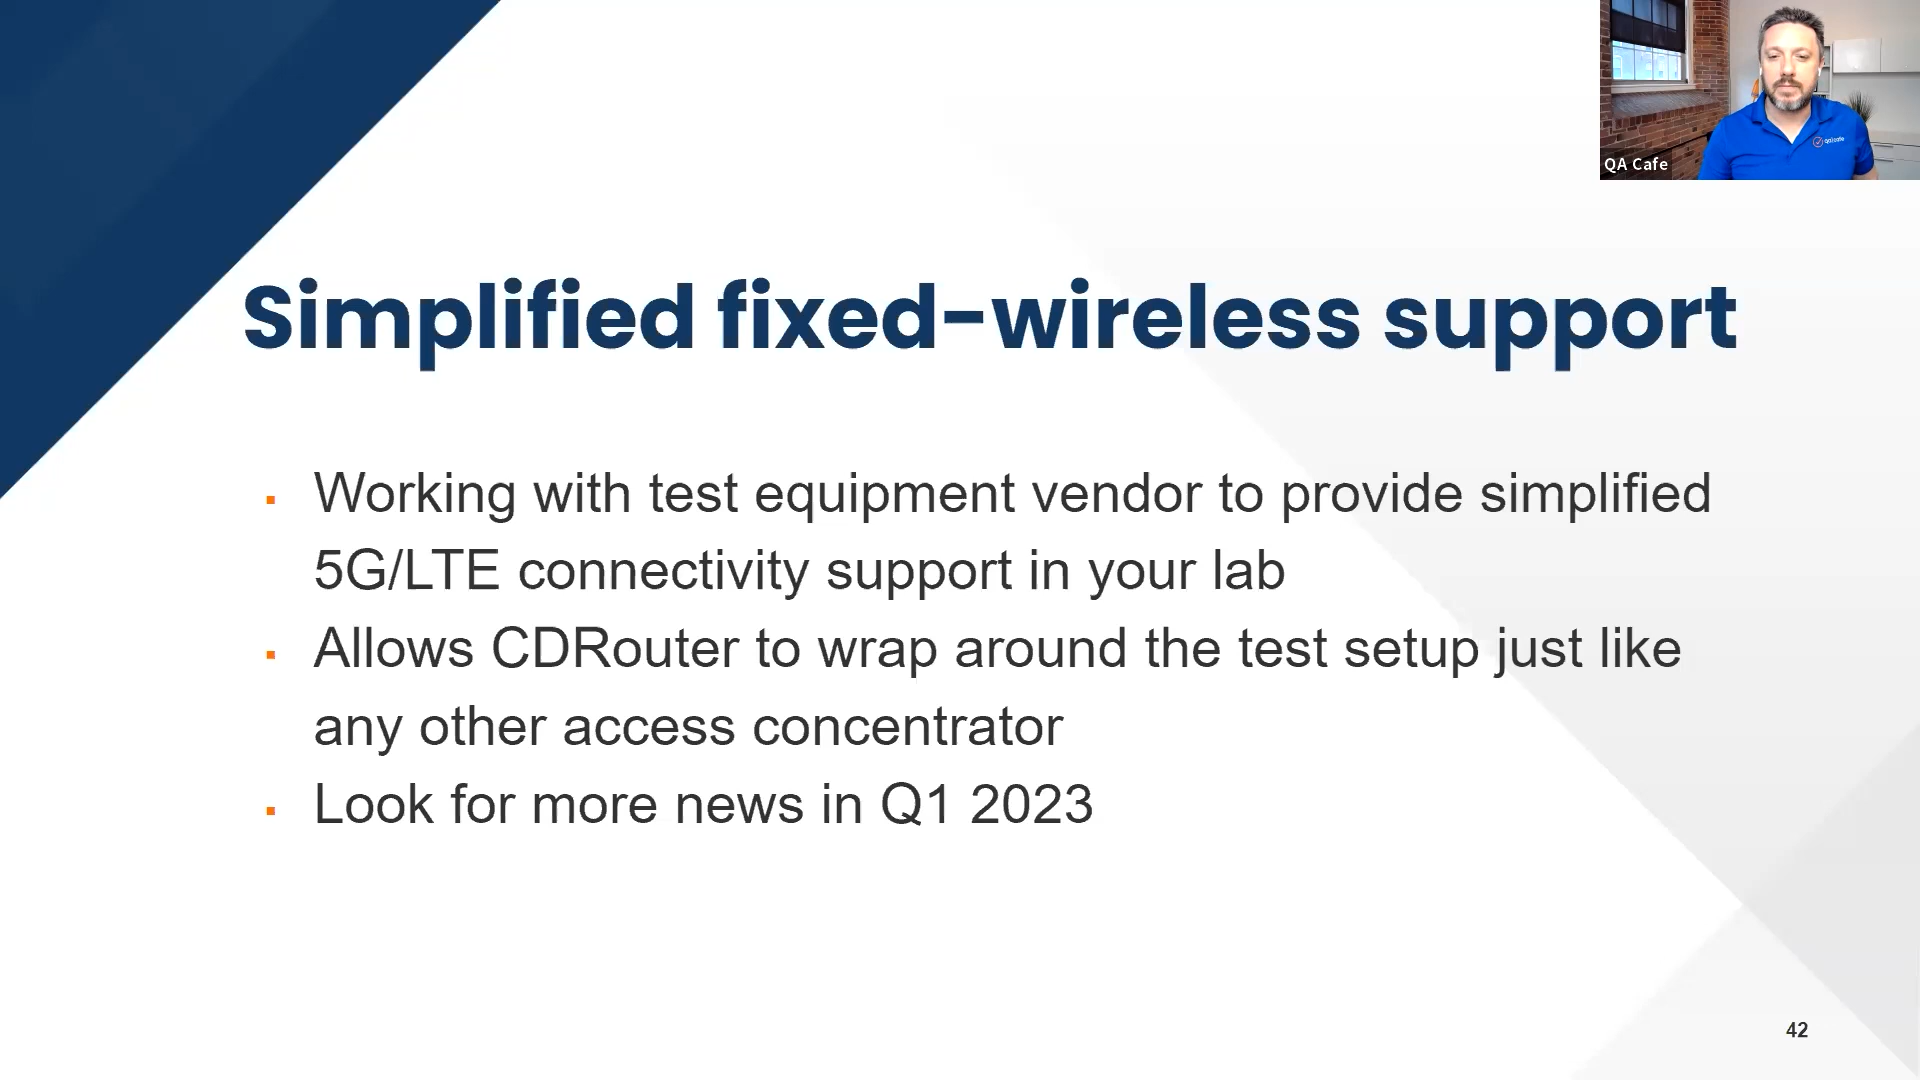 QA Cafe
qa|cafe
Simplified fixed-wireless support
▪ Working with test equipment vendor to provide simplified
5G/LTE connectivity support in your lab
▪ Allows CDRouter to wrap around the test setup just like
any other access concentrator
▪ Look for more news in Q1 2023
42